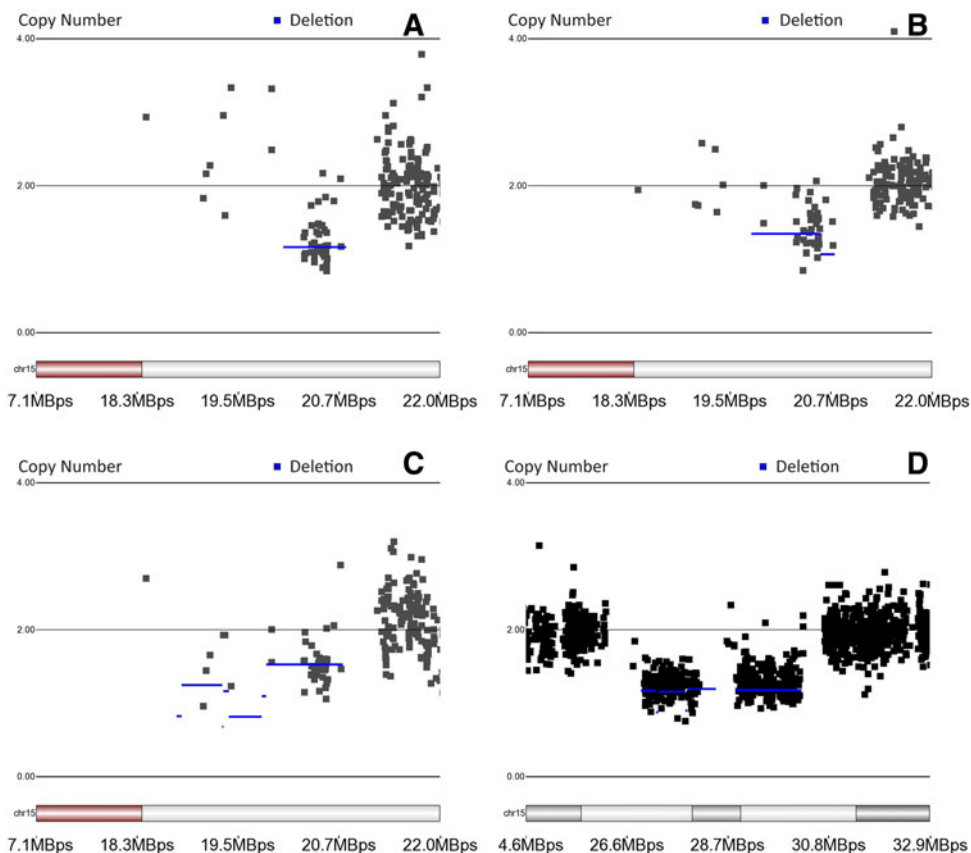 Copy Number Deletion A
4.00
2.00
0.00
chr15
7.1MBps 18.3MBps 19.5MBps 20.7MBps 22.0MBps
Copy Number Deletion B
4.00
2.00
0.00
chr15
7.1MBps 18.3MBps 19.5MBps 20.7MBps 22.0MBps
Copy Number Deletion C
4.00
2.00
0.00
chr15
7.1MBps 18.3MBps 19.5MBps 20.7MBps 22.0MBps
Copy Number Deletion D
4.00
2.00
0.00
chr15
4.6MBps 26.6MBps 28.7MBps 30.8MBps 32.9MBps